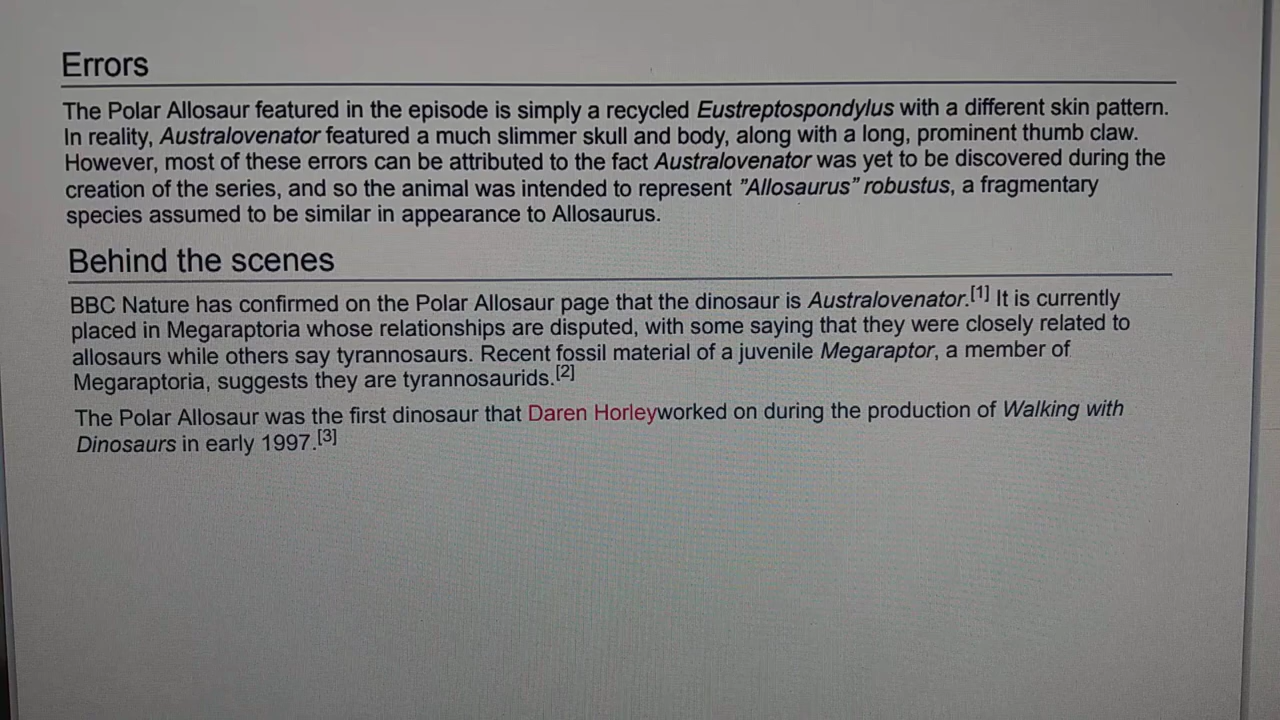 Errors
The Polar Allosaur featured in the episode is simply a recycled Eustreptospondylus with a different skin pattern.
In reality, Australovenator featured a much slimmer skull and body, along with a long, prominent thumb claw.
However, most of these errors can be attributed to the fact Australovenator was yet to be discovered during the
creation of the series, and so the animal was intended to represent "Allosaurus" robustus, a fragmentary
species assumed to be similar in appearance to Allosaurus.
Behind the scenes
BBC Nature has confirmed on the Polar Allosaur page that the dinosaur is Australovenator.[1] It is currently
placed in Megaraptoria whose relationships are disputed, with some saying that they were closely related to
allosaurs while others say tyrannosaurs. Recent fossil material of a juvenile Megaraptor, a member of
Megaraptoria, suggests they are tyrannosaurids.[2]
The Polar Allosaur was the first dinosaur that Daren Horleyworked on during the production of Walking with
Dinosaurs in early 1997.[3]